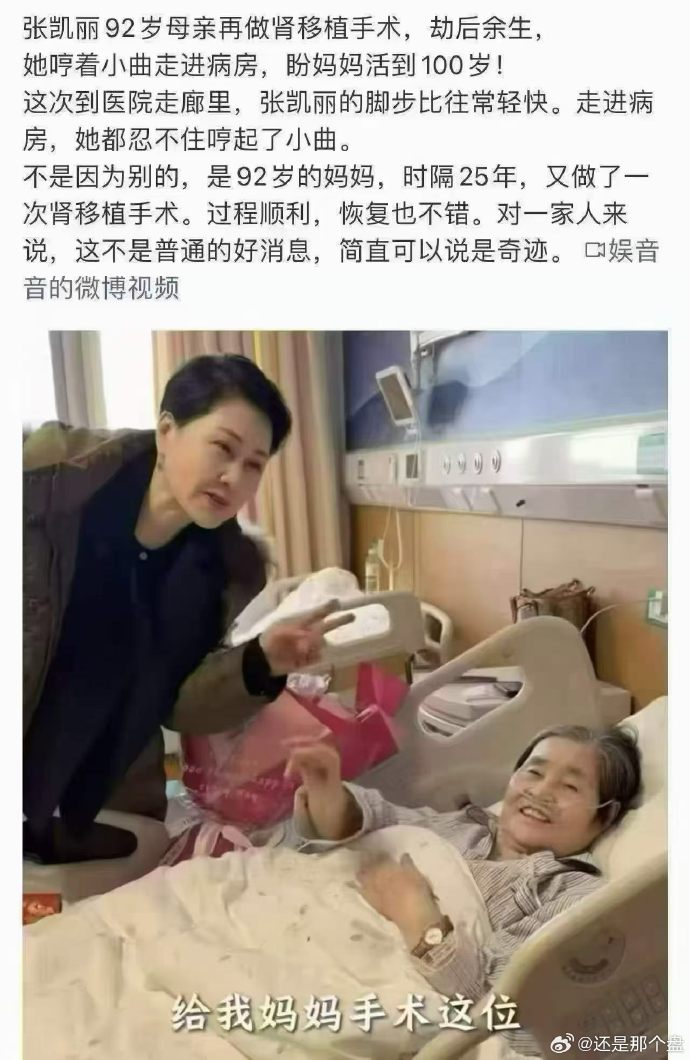 张凯丽92岁母亲再做肾移植手术，劫后余生，
她哼着小曲走进病房，盼妈妈活到100岁！
这次到医院走廊里，张凯丽的脚步比往常轻快。走进病
房，她都忍不住哼起了小曲。
不是因为别的，是92岁的妈妈，时隔25年，又做了一
次肾移植手术。过程顺利，恢复也不错。对一家人来
说，这不是普通的好消息，简直可以说是奇迹。 娱音
音的微博视频
给我妈妈手术这位
@还是那个盘